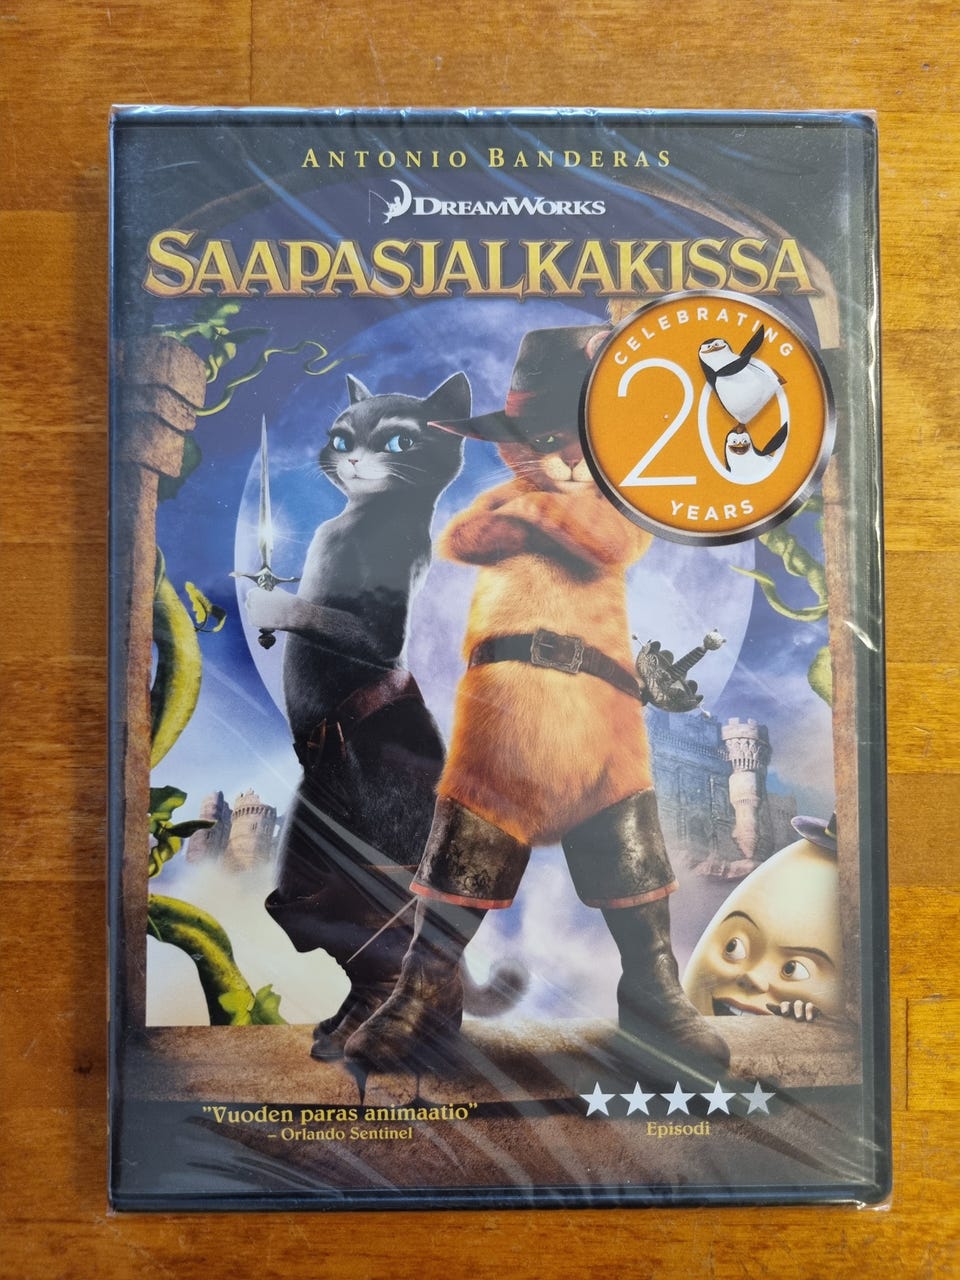 ANTONIO BANDERAS
DREAMWORKS
SAAPASJALKAKISSA
CELEBRATING
20
YEARS
”Vuoden paras animaatio”
– Orlando Sentinel
Episodi